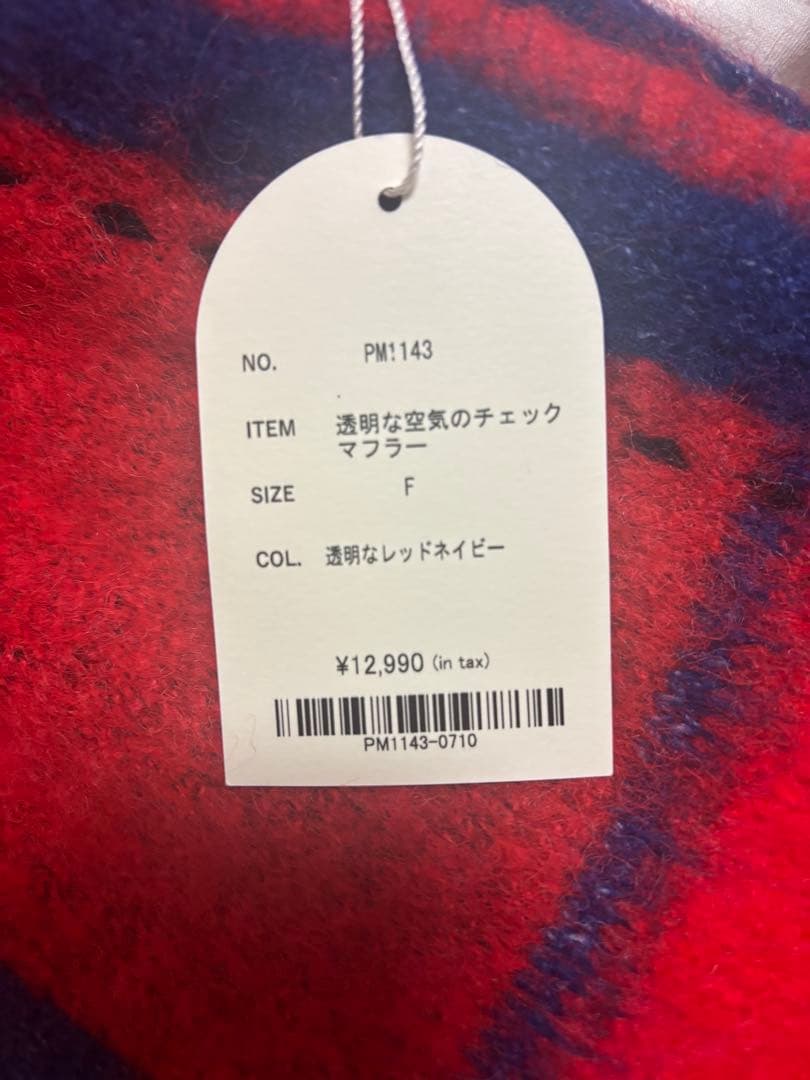 NO. PM1143
ITEM 透明な空気のチェック
マフラー
SIZE F
COL. 透明なレッドネイビー
¥12,990 (in tax)
PM1143-0710